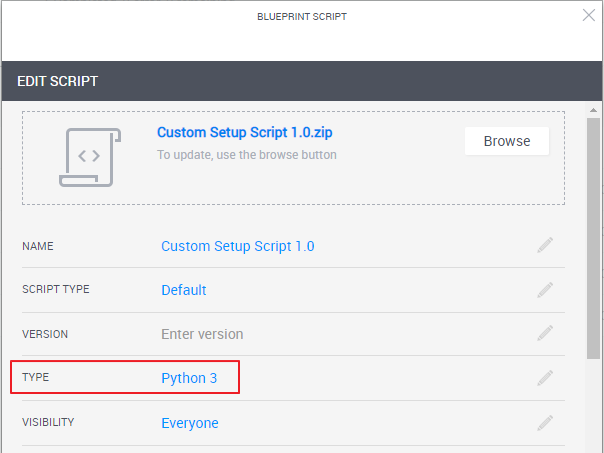 BLUEPRINT SCRIPT
EDIT SCRIPT
Custom Setup Script 1.0.zip
To update, use the browse button
Browse
NAME Custom Setup Script 1.0
SCRIPT TYPE Default
VERSION Enter version
TYPE Python 3
VISIBILITY Everyone